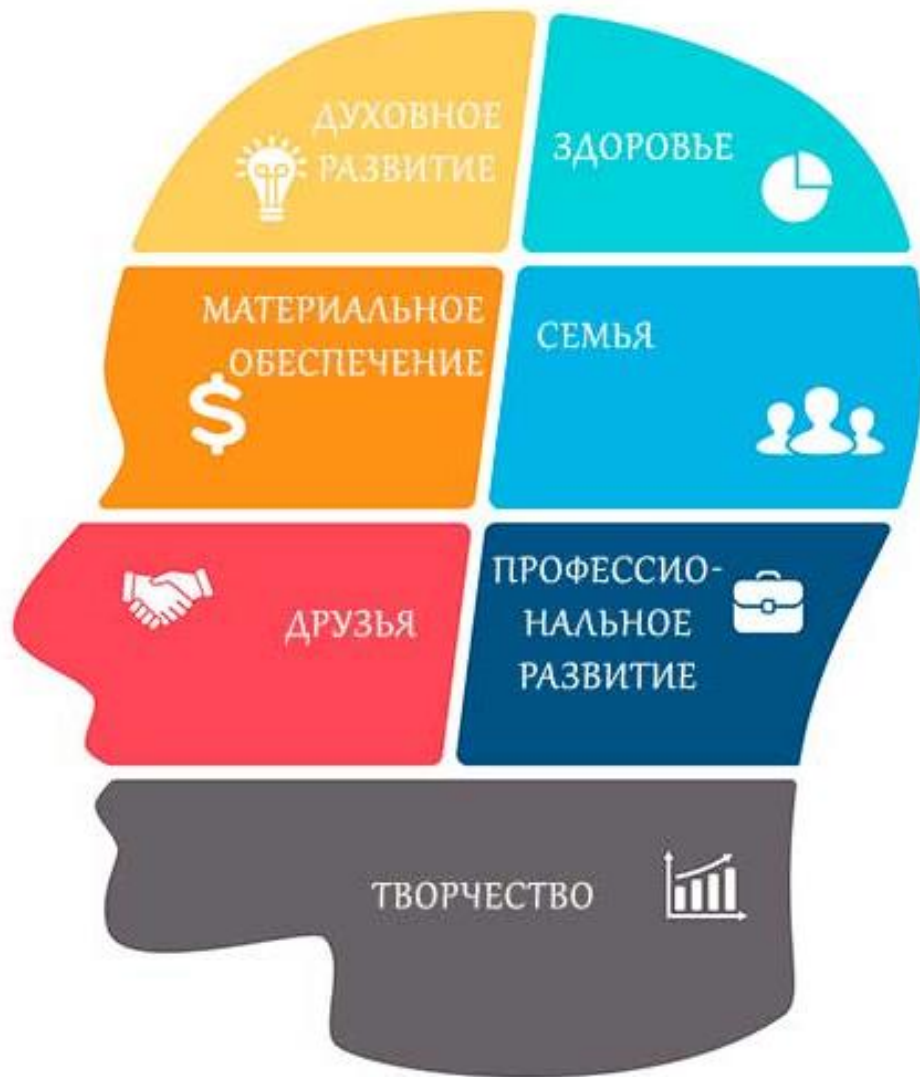 ДУХОВНОЕ
РАЗВИТИЕ
ЗДОРОВЬЕ
МАТЕРИАЛЬНОЕ
ОБЕСПЕЧЕНИЕ
СЕМЬЯ
ДРУЗЬЯ
ПРОФЕССИО-
НАЛЬНОЕ
РАЗВИТИЕ
ТВОРЧЕСТВО